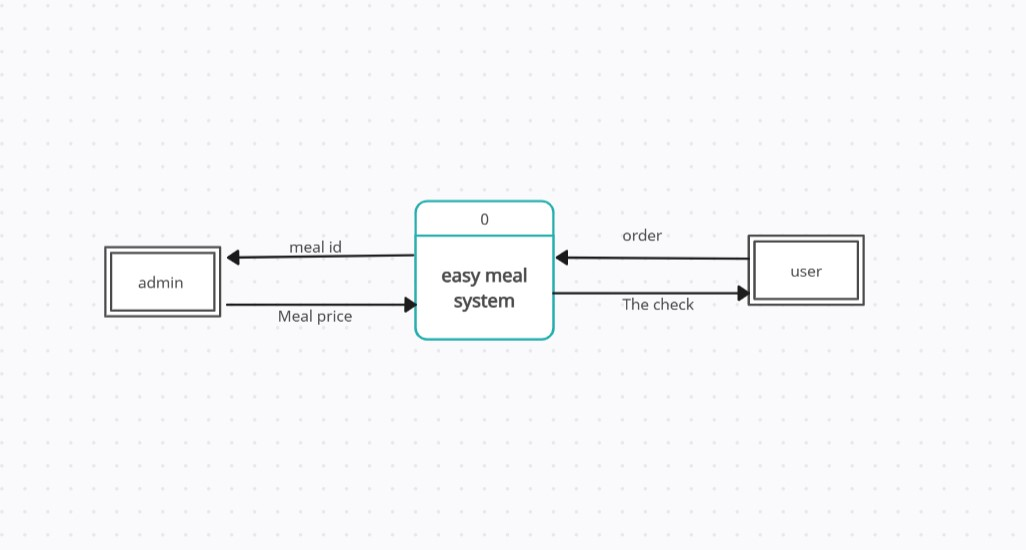 0
easy meal
system
admin
meal id
Meal price
order
The check
user